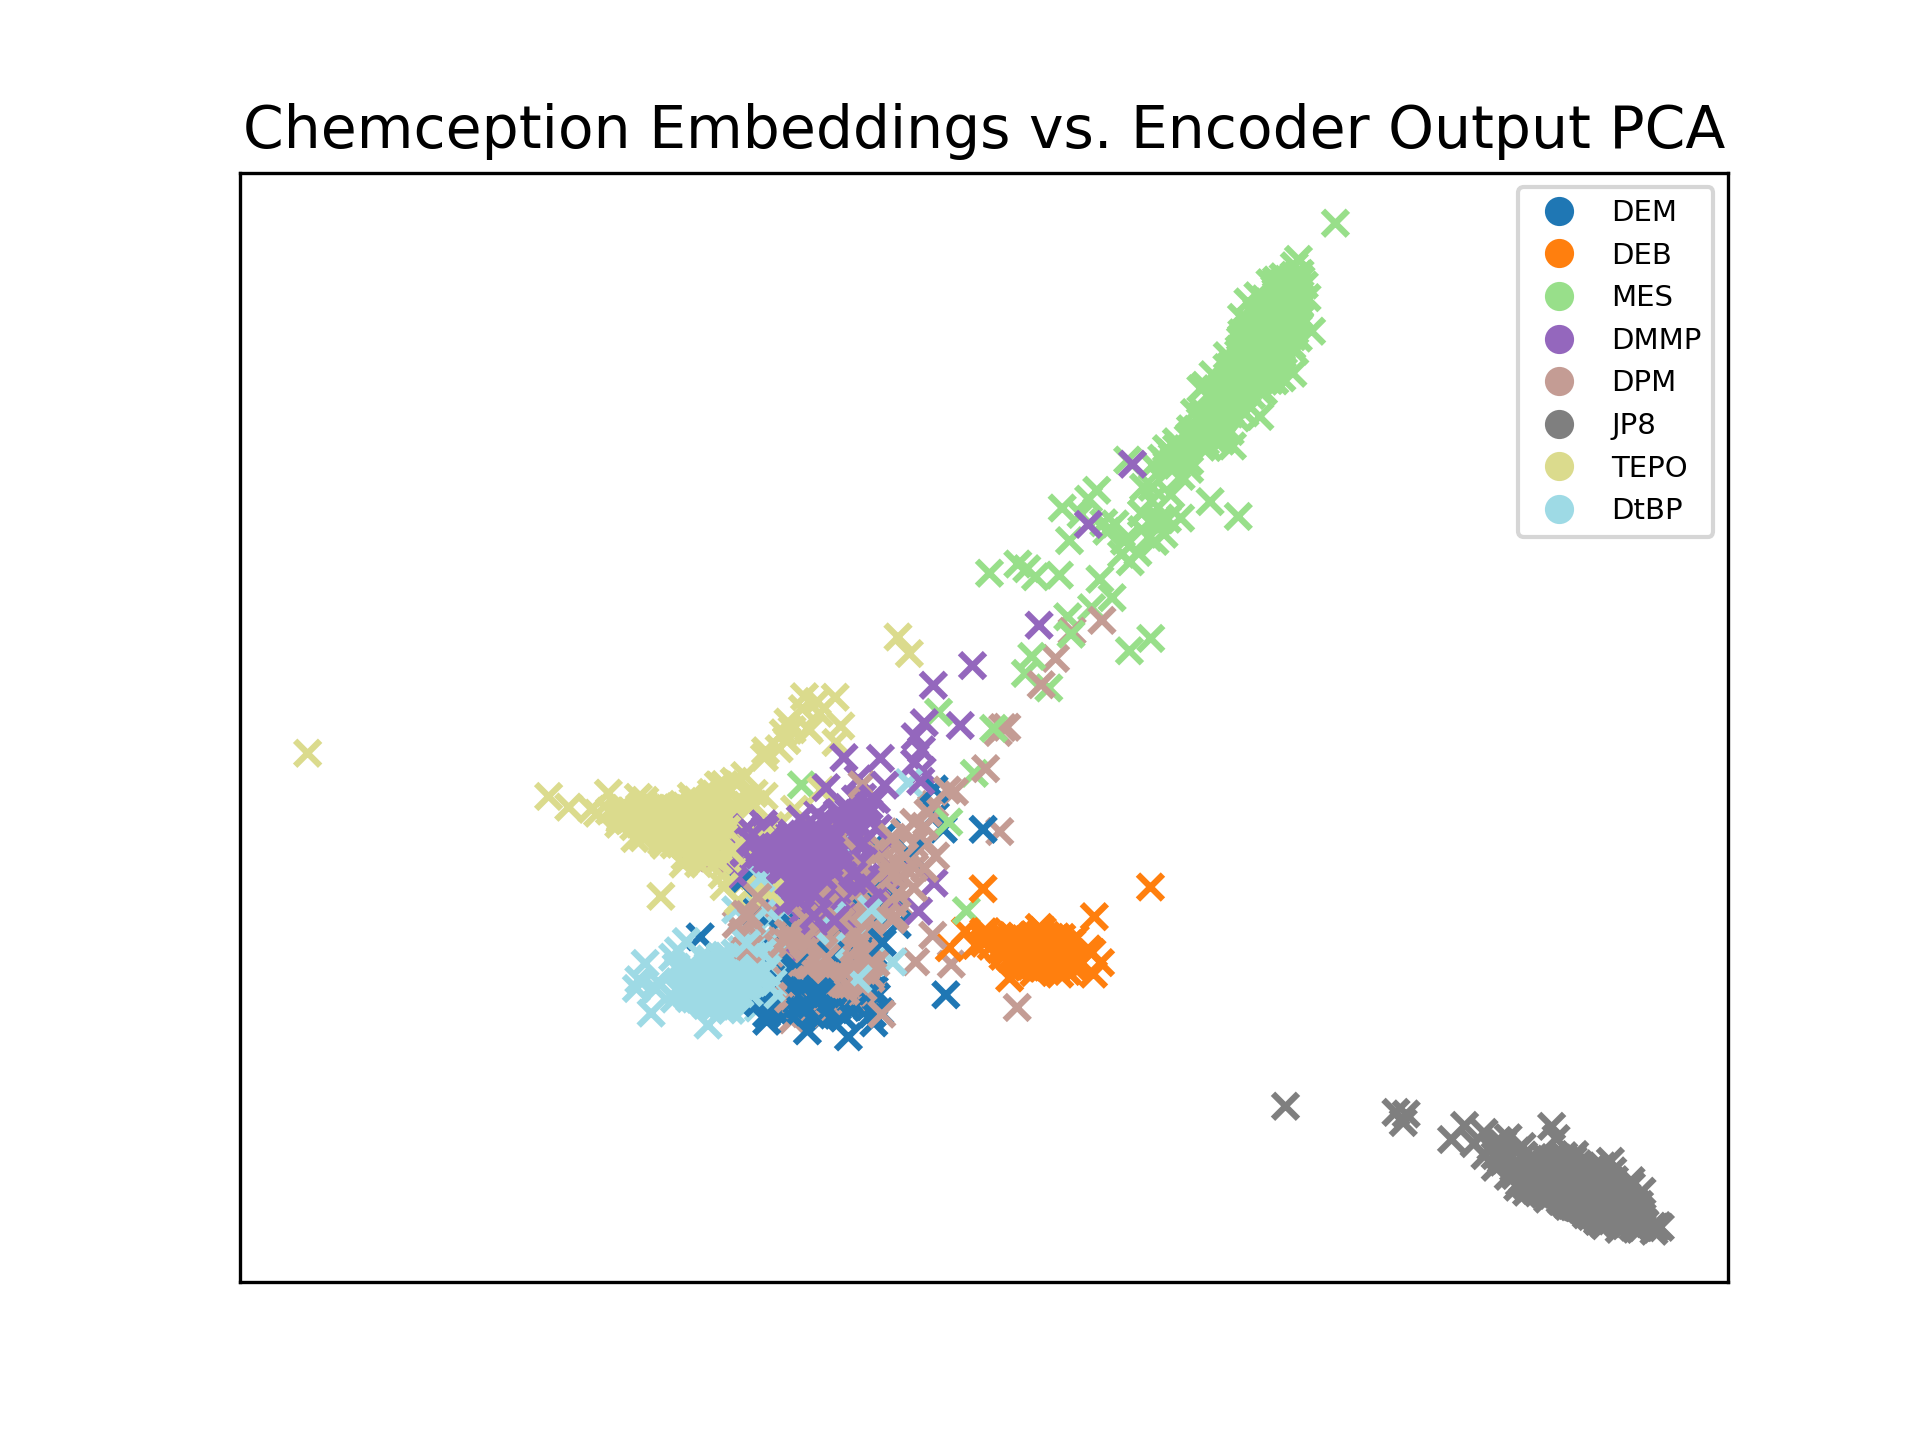 Chemception Embeddings vs. Encoder Output PCA
DEM
DEB
MES
DMMP
DPM
JP8
TEPO
DtBP